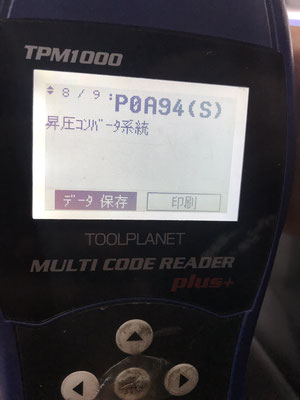 TPM1000
8 / 9 : P0A94(S)
昇圧コンバータ系統
データ 保存
印刷
TOOLPLANET
MULTI CODE READER
plus+